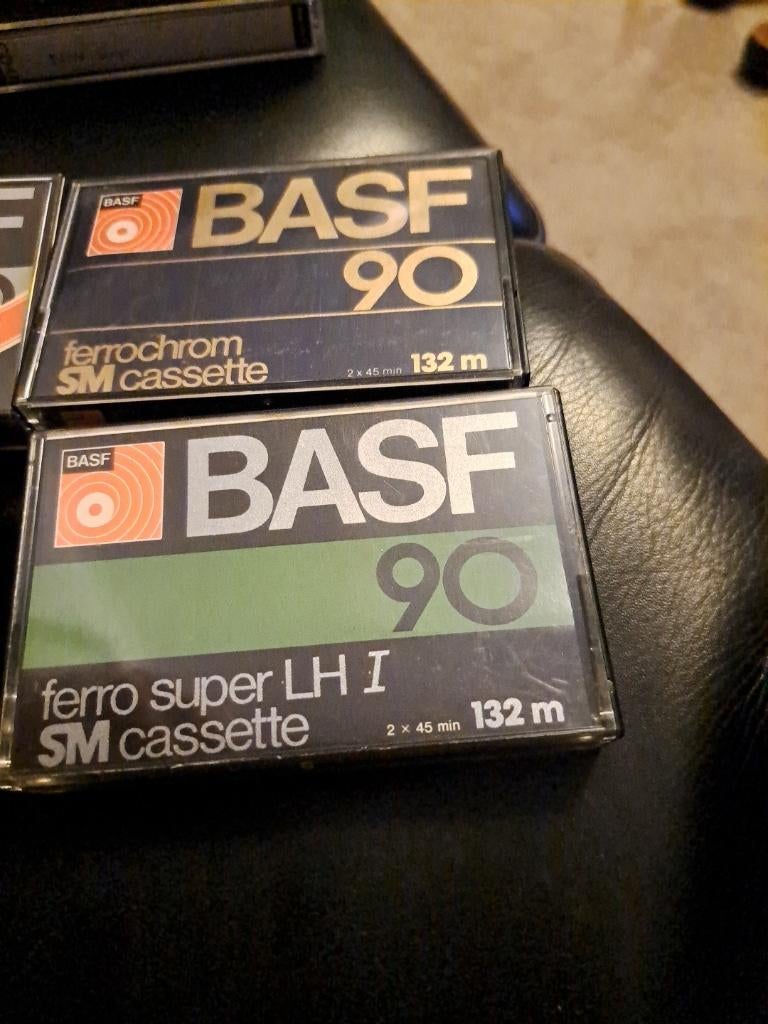 BASF
BASF
90
ferrochrom
SM cassette
2 x 45 min
132 m
BASF
BASF
90
ferro super LH I
SM cassette
2 x 45 min
132 m